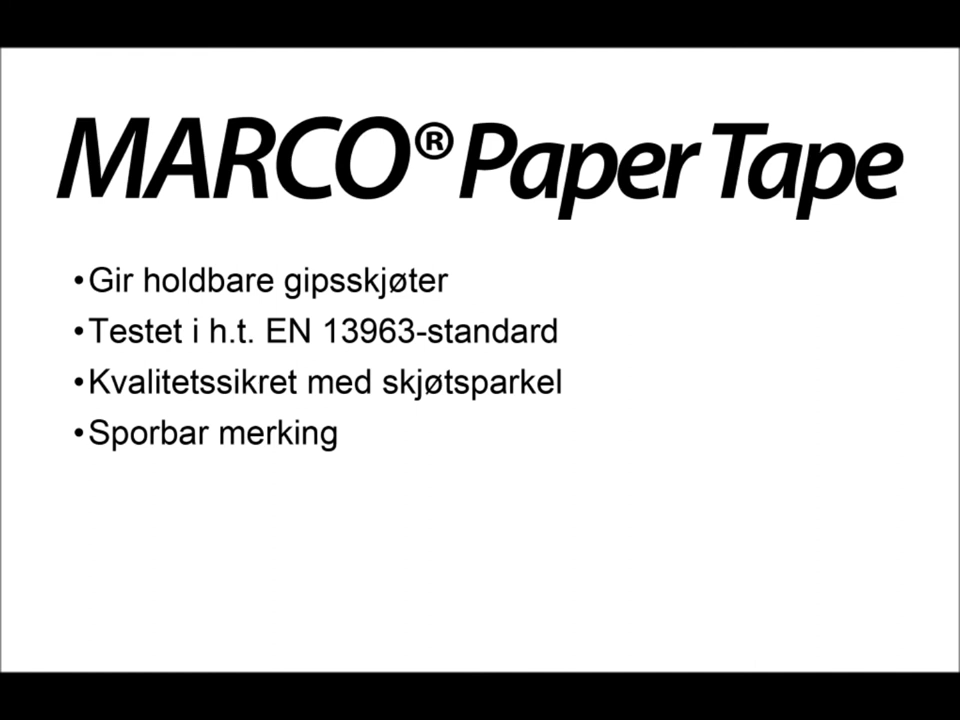 MARCO® Paper Tape
•Gir holdbare gipsskjøter
•Testet i h.t. EN 13963-standard
•Kvalitetssikret med skjøtsparkel
•Sporbar merking